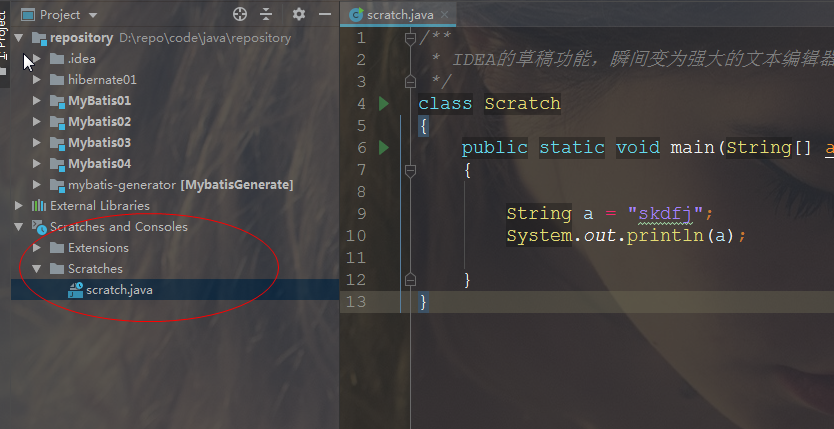 1: Project
Project
repository D:\repo\code\java\repository
.idea
hibernate01
MyBatis01
Mybatis02
Mybatis03
Mybatis04
mybatis-generator [MybatisGenerate]
External Libraries
Scratches and Consoles
Extensions
Scratches
scratch.java
scratch.java
1 /**
2 * IDEA的草稿功能，瞬间变为强大的文本编辑器
3 */
4 class Scratch
5 {
6 public static void main(String[] a
7 {
8
9 String a = "skdfj";
10 System.out.println(a);
11
12 }
13 }